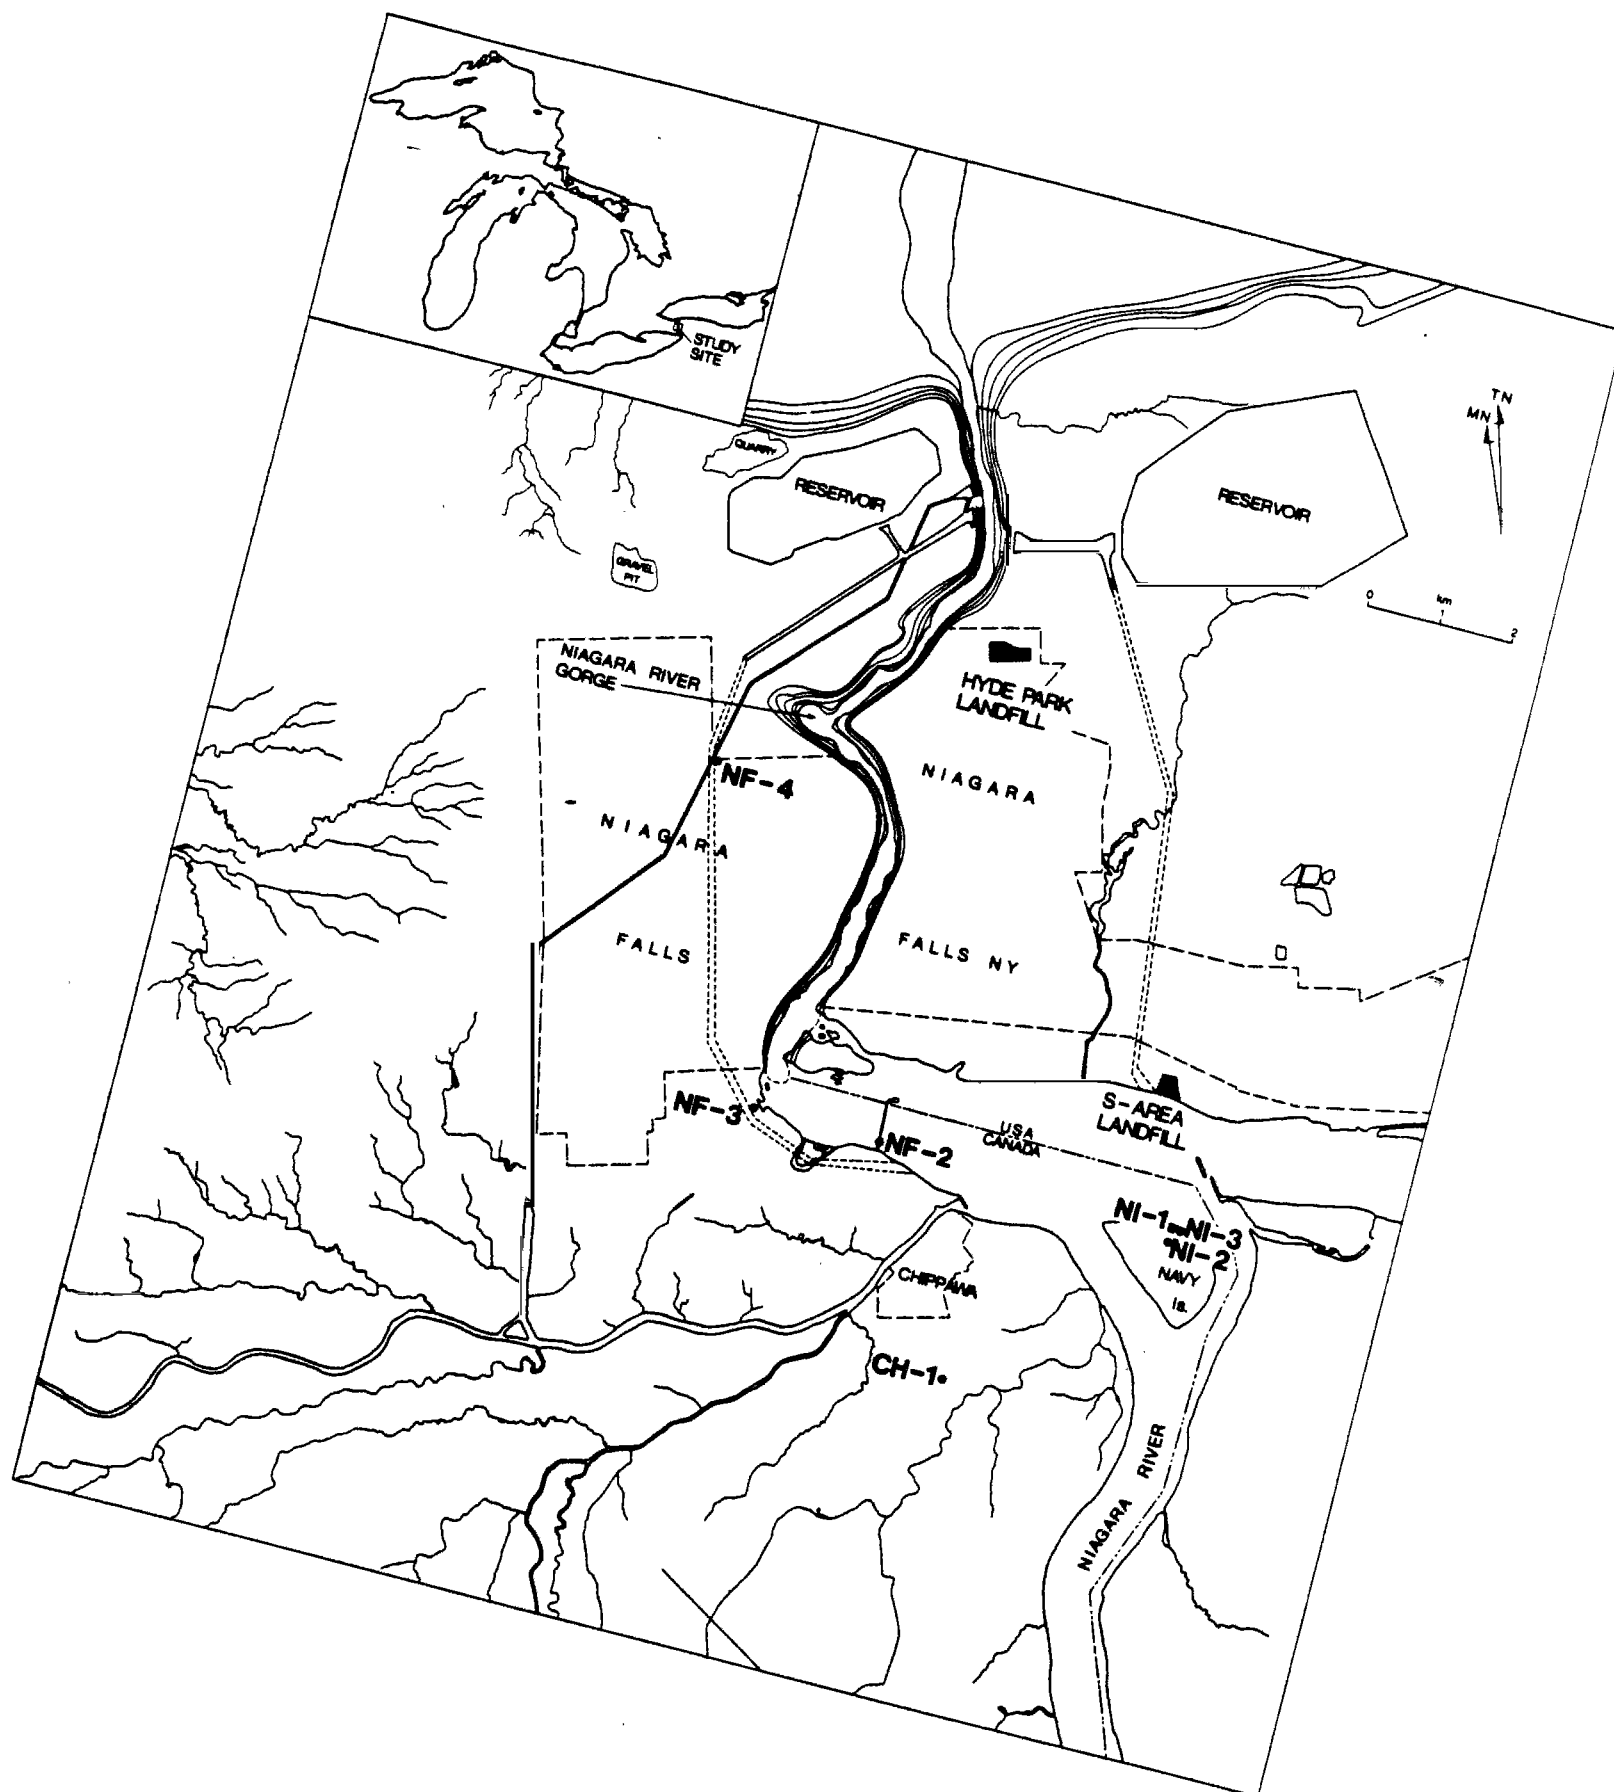 STUDY
SITE
TN
MN
QUARRY
RESERVOIR
RESERVOIR
GRAVEL
PIT
0
km
2
NIAGARA RIVER
GORGE
HYDE PARK
LANDFILL
NF-4
NIAGARA
NIAGARA
FALLS
FALLS NY
NF-3
S-AREA
LANDFILL
USA
CANADA
NF-2
NI-1
NI-3
NI-2
NAVY
Is.
CHIPPAWA
CH-1
NIAGARA RIVER